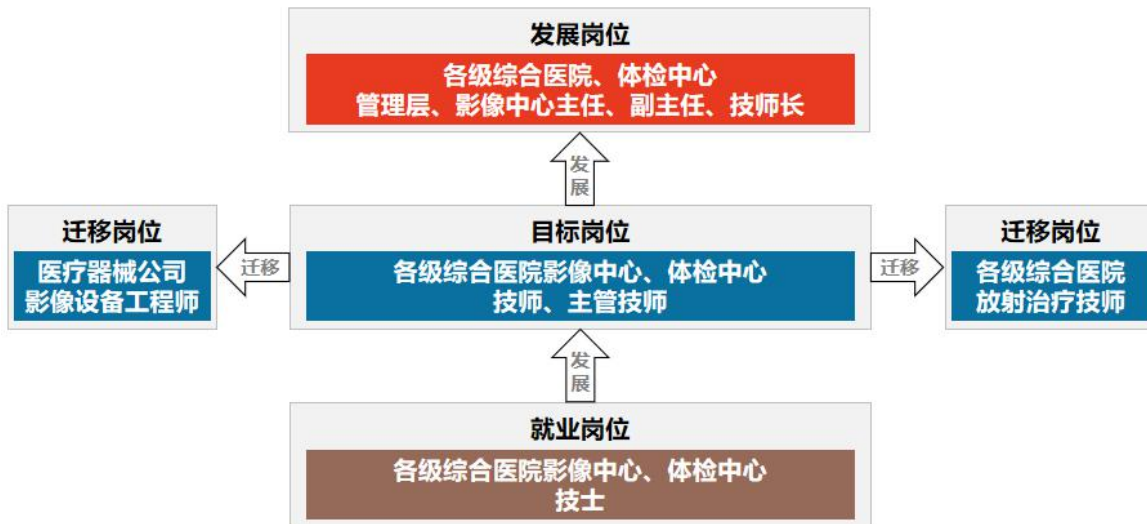 发展岗位
各级综合医院、体检中心
管理层、影像中心主任、副主任、技师长
发
展
迁移岗位
医疗器械公司
影像设备工程师
迁移
目标岗位
各级综合医院影像中心、体检中心
技师、主管技师
迁移
迁移岗位
各级综合医院
放射治疗技师
发
展
就业岗位
各级综合医院影像中心、体检中心
技士